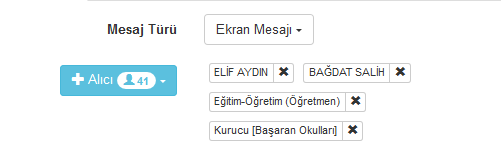 Mesaj Türü Ekran Mesajı
Alıcı 41 ELİF AYDIN BAĞDAT SALİH
Eğitim-Öğretim (Öğretmen)
Kurucu [Başaran Okulları]